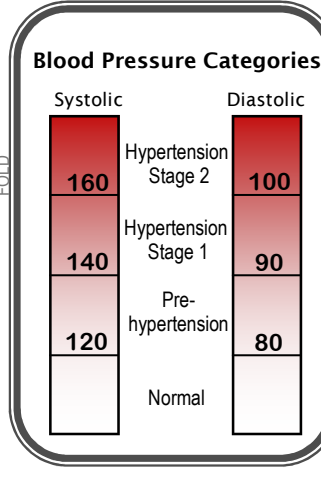 Blood Pressure Categories
Systolic
Diastolic
Hypertension
Stage 2
160
100
Hypertension
Stage 1
140
90
Pre-
hypertension
120
80
Normal
FOLD